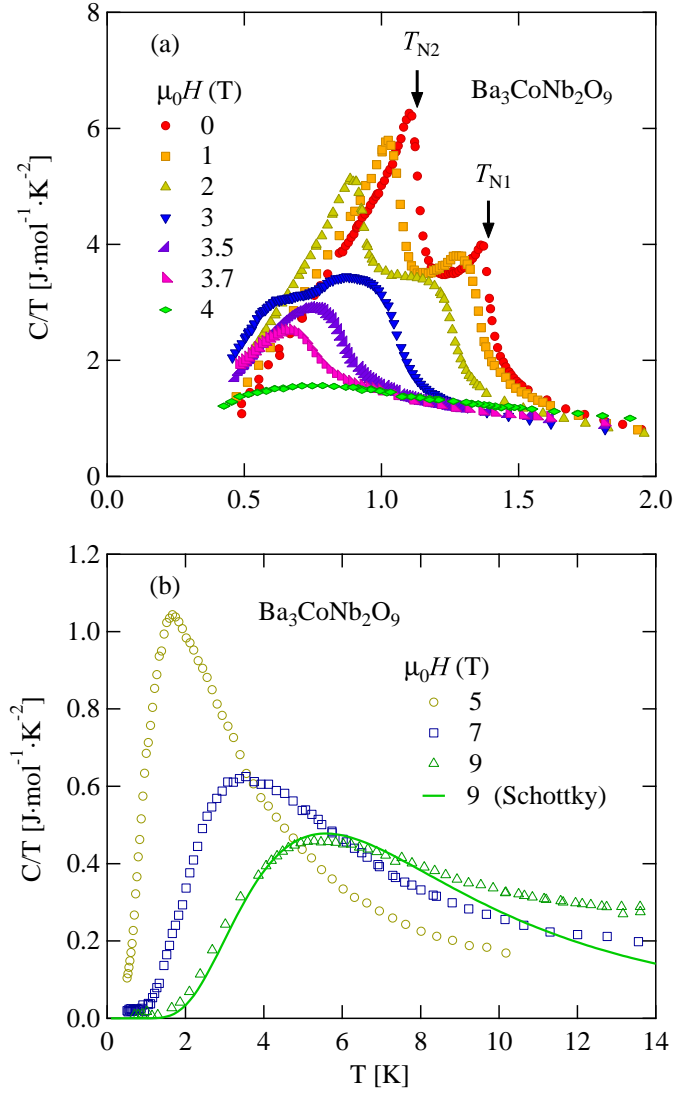 8
6
4
2
0
C/T [J·mol⁻¹·K⁻²]
(a)
T_N2
μ₀H (T)
Ba₃CoNb₂O₉
0
1
2
3
3.5
3.7
4
T_N1
0.0 0.5 1.0 1.5 2.0
1.2
1.0
0.8
0.6
0.4
0.2
0.0
C/T [J·mol⁻¹·K⁻²]
(b)
Ba₃CoNb₂O₉
μ₀H (T)
5
7
9
9 (Schottky)
0 2 4 6 8 10 12 14
T [K]